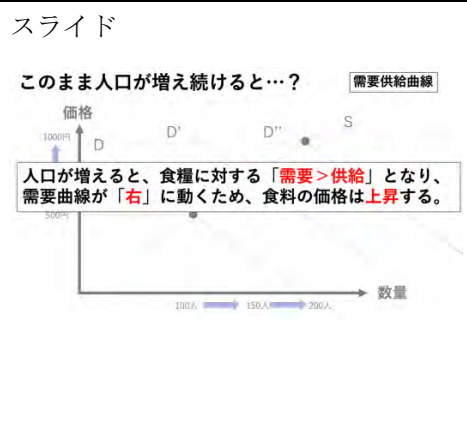 スライド
このまま人口が増え続けると…？
需要供給曲線
価格
1000円
D
D'
D''
S
人口が増えると、食糧に対する「需要＞供給」となり、
需要曲線が「右」に動くため、食料の価格は上昇する。
500円
数量
100人
150人
200人